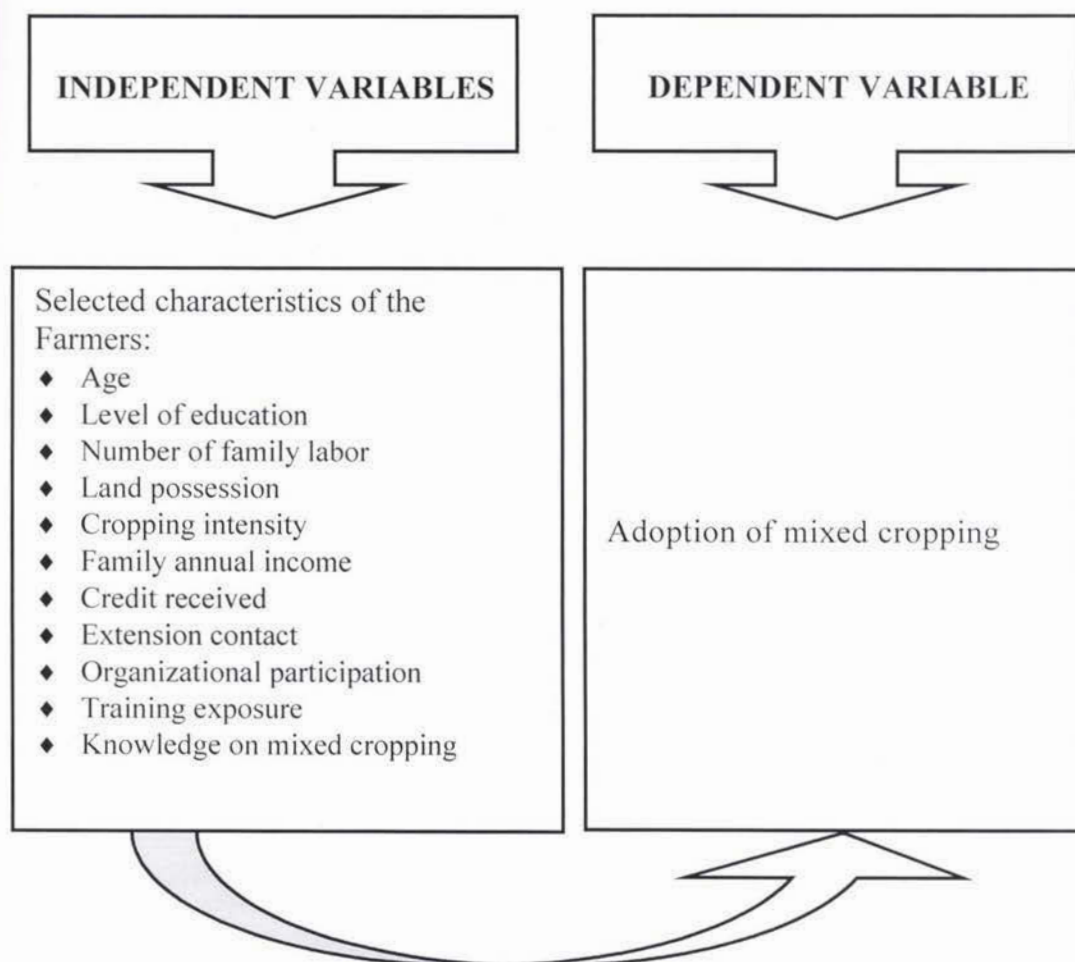 INDEPENDENT VARIABLES
DEPENDENT VARIABLE
Selected characteristics of the
Farmers:
♦ Age
♦ Level of education
♦ Number of family labor
♦ Land possession
♦ Cropping intensity
♦ Family annual income
♦ Credit received
♦ Extension contact
♦ Organizational participation
♦ Training exposure
♦ Knowledge on mixed cropping
Adoption of mixed cropping